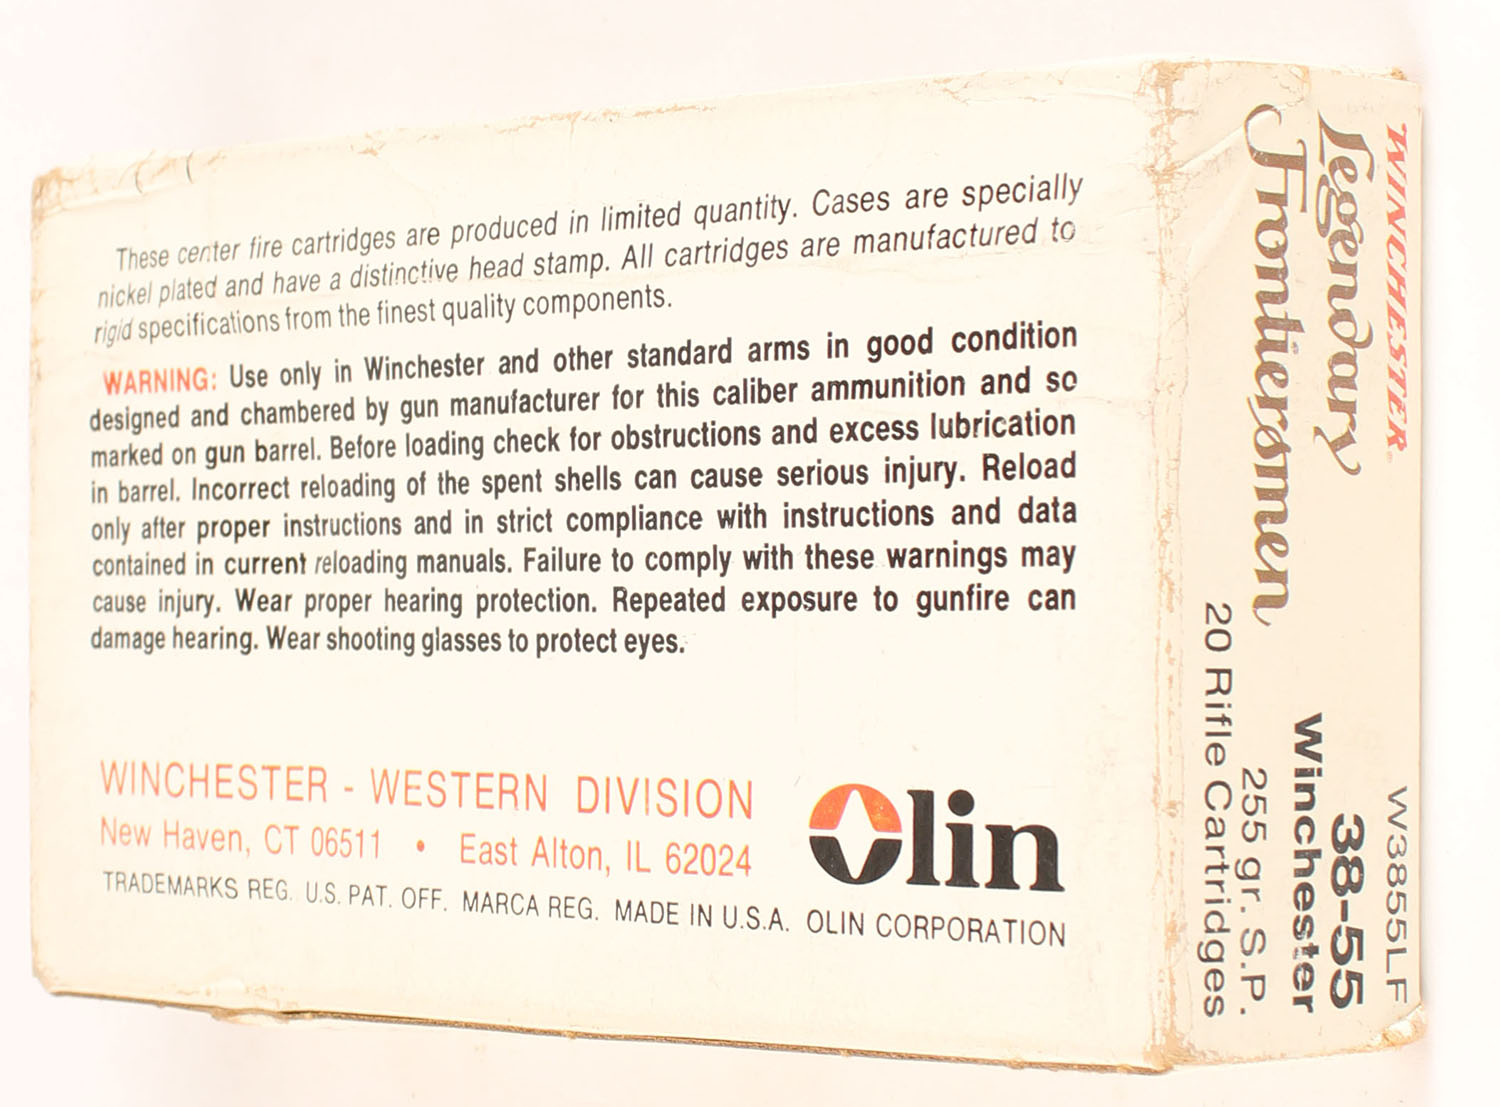 These center fire cartridges are produced in limited quantity. Cases are specially
nickel plated and have a distinctive head stamp. All cartridges are manufactured to
rigid specifications from the finest quality components.
WARNING: Use only in Winchester and other standard arms in good condition
designed and chambered by gun manufacturer for this caliber ammunition and so
marked on gun barrel. Before loading check for obstructions and excess lubrication
in barrel. Incorrect reloading of the spent shells can cause serious injury. Reload
only after proper instructions and in strict compliance with instructions and data
contained in current reloading manuals. Failure to comply with these warnings may
cause injury. Wear proper hearing protection. Repeated exposure to gunfire can
damage hearing. Wear shooting glasses to protect eyes.
WINCHESTER - WESTERN DIVISION
New Haven, CT 06511 • East Alton, IL 62024
Olin
TRADEMARKS REG. U.S. PAT. OFF. MARCA REG. MADE IN U.S.A. OLIN CORPORATION
WINCHESTER®
W3855LF
Legendary
Frontiersmen
38-55
Winchester
255 gr. S.P.
20 Rifle Cartridges